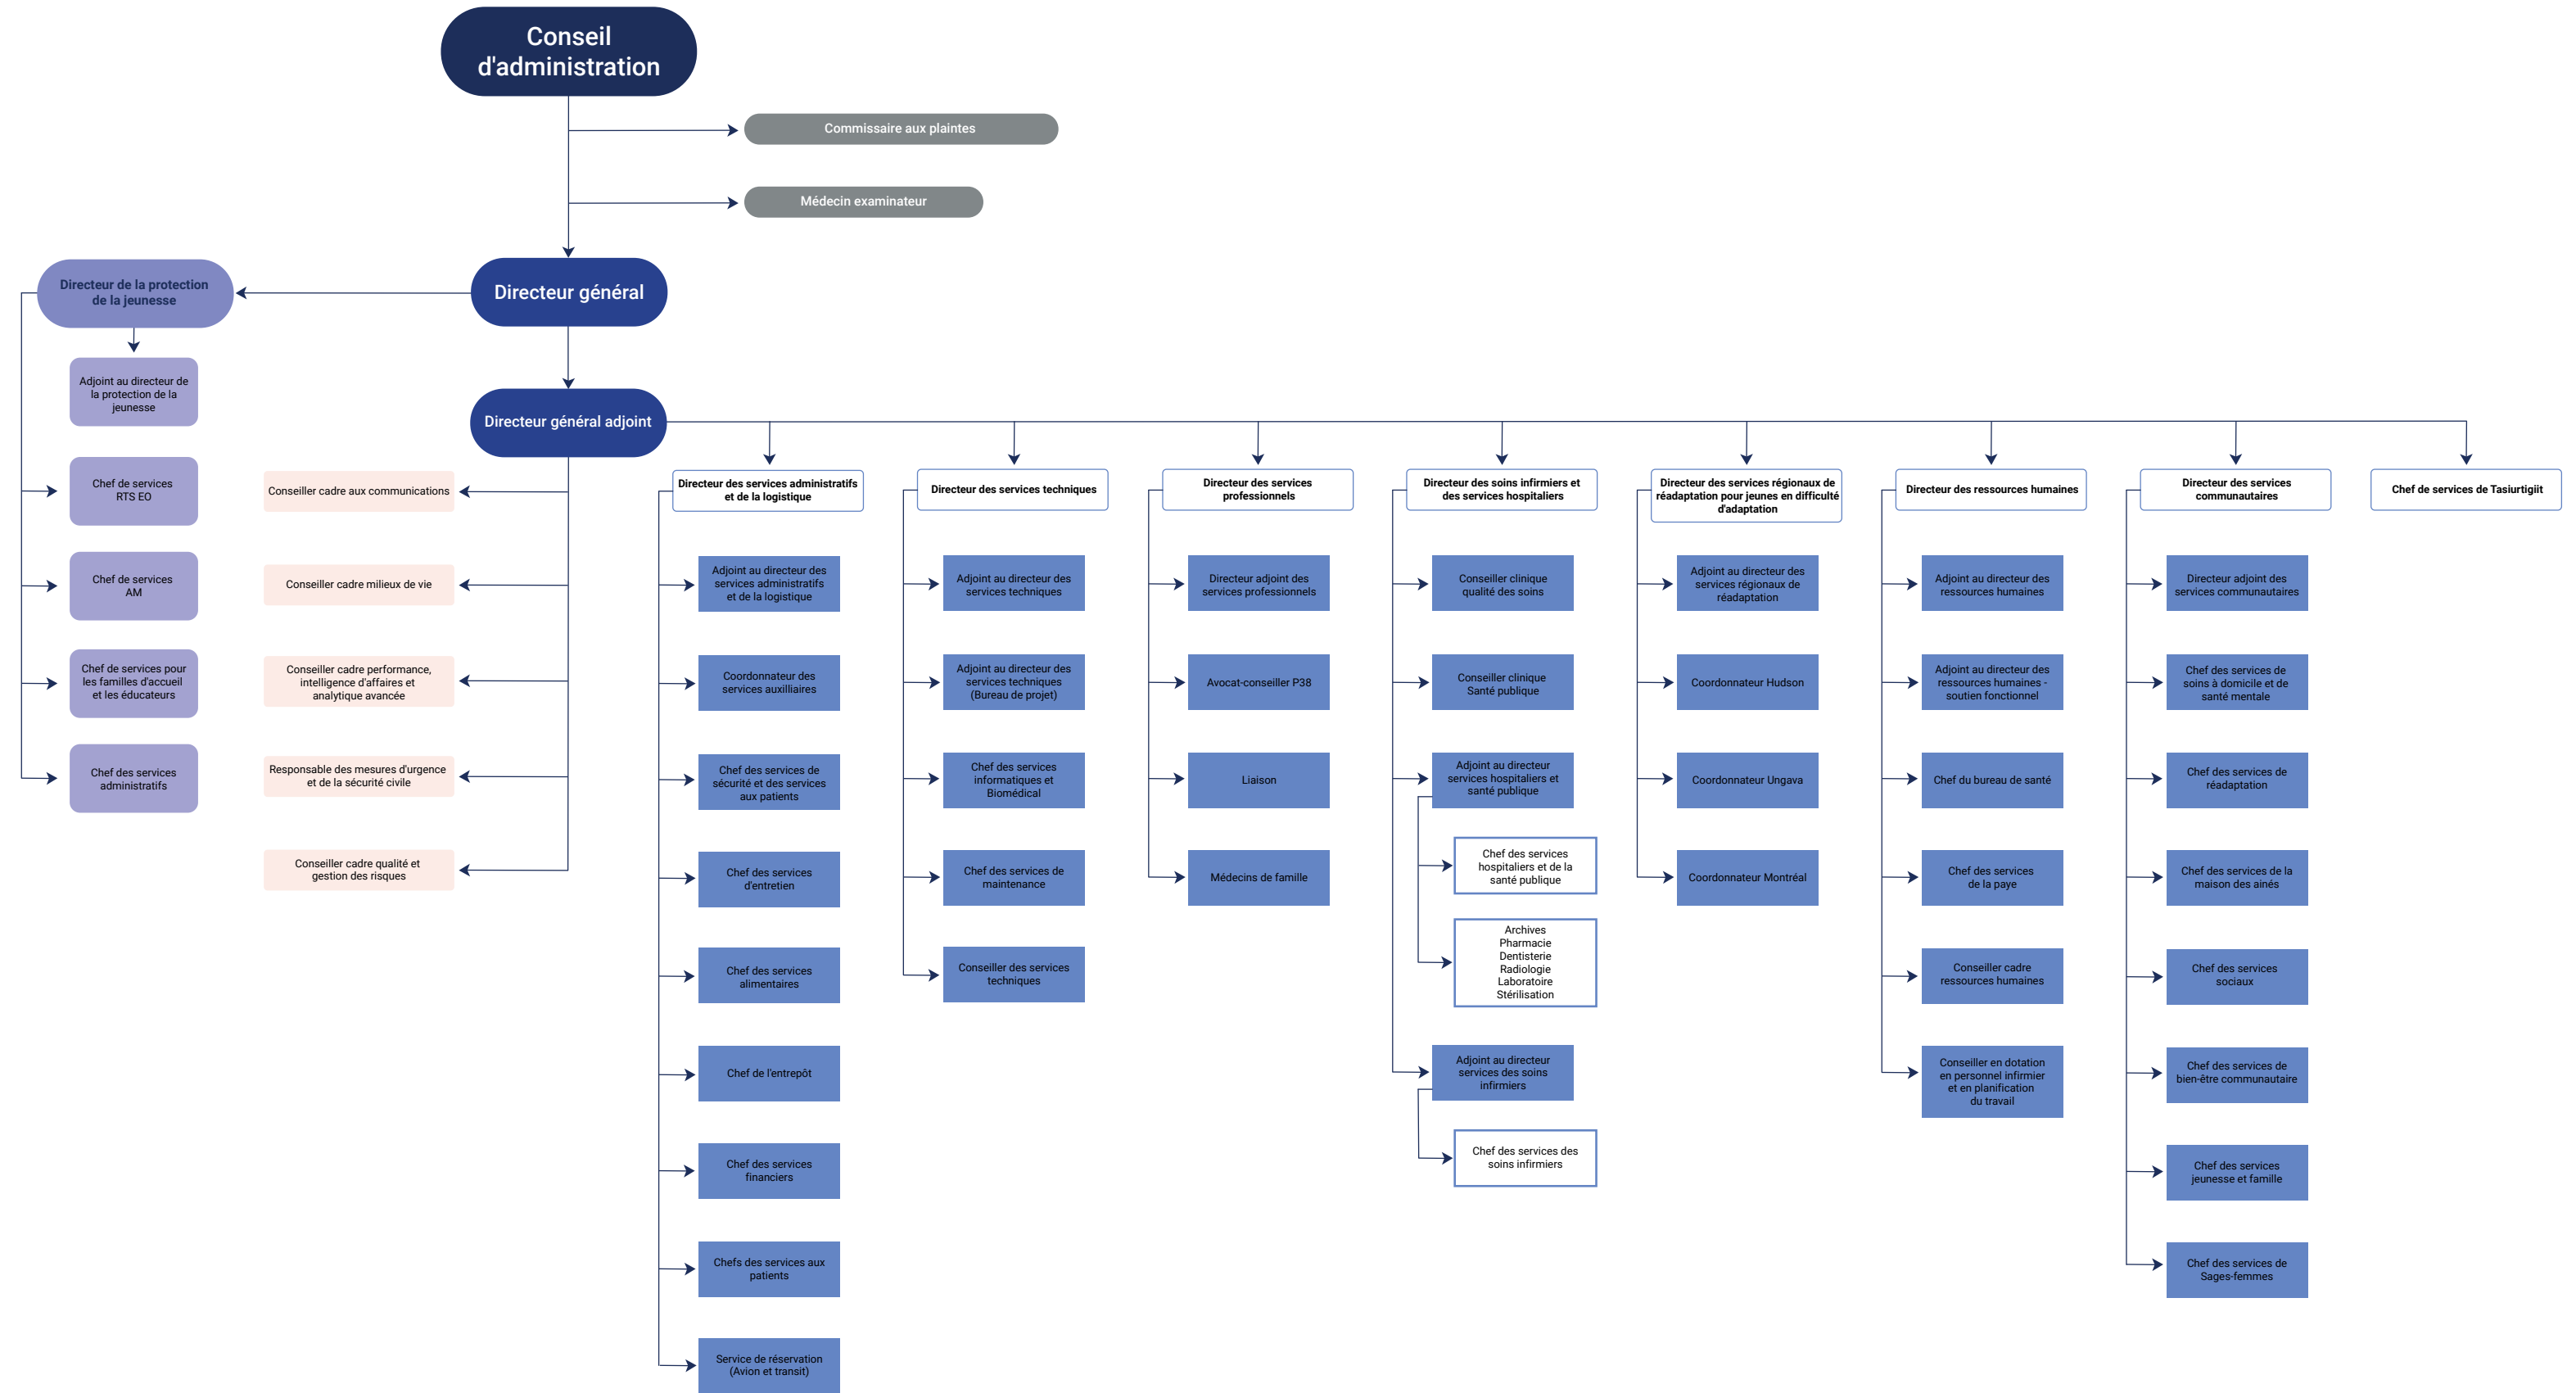 Conseil
d'administration
Commissaire aux plaintes
Médecin examinateur
Directeur de la protection
de la jeunesse
Directeur général
Adjoint au directeur de
la protection de la
jeunesse
Chef de services
RTS EO
Chef de services
AM
Chef de services pour
les familles d'accueil
et les éducateurs
Chef des services
administratifs
Directeur général adjoint
Conseiller cadre aux communications
Conseiller cadre milieux de vie
Conseiller cadre performance,
intelligence d'affaires et
analytique avancée
Responsable des mesures d'urgence
et de la sécurité civile
Conseiller cadre qualité et
gestion des risques
Directeur des services administratifs
et de la logistique
Adjoint au directeur des
services administratifs
et de la logistique
Coordonnateur des
services auxilliaires
Chef des services de
sécurité et des services
aux patients
Chef des services
d'entretien
Chef des services
alimentaires
Chef de l'entrepôt
Chef des services
financiers
Chefs des services aux
patients
Service de réservation
(Avion et transit)
Directeur des services techniques
Adjoint au directeur des
services techniques
Adjoint au directeur des
services techniques
(Bureau de projet)
Chef des services
informatiques et
Biomédical
Chef des services de
maintenance
Conseiller des services
techniques
Directeur des services
professionnels
Directeur adjoint des
services professionnels
Avocat-conseiller P38
Liaison
Médecins de famille
Directeur des soins infirmiers et
des services hospitaliers
Conseiller clinique
qualité des soins
Conseiller clinique
Santé publique
Adjoint au directeur
services hospitaliers et
santé publique
Chef des services
hospitaliers et de la
santé publique
Archives
Pharmacie
Dentisterie
Radiologie
Laboratoire
Stérilisation
Adjoint au directeur
services des soins
infirmiers
Chef des services des
soins infirmiers
Directeur des services régionaux de
réadaptation pour jeunes en difficulté
d'adaptation
Adjoint au directeur des
services régionaux de
réadaptation
Coordonnateur Hudson
Coordonnateur Ungava
Coordonnateur Montréal
Directeur des ressources humaines
Adjoint au directeur des
ressources humaines
Adjoint au directeur des
ressources humaines -
soutien fonctionnel
Chef du bureau de santé
Chef des services
de la paye
Conseiller cadre
ressources humaines
Conseiller en dotation
en personnel infirmier
et en planification
du travail
Directeur des services
communautaires
Directeur adjoint des
services communautaires
Chef des services de
soins à domicile et de
santé mentale
Chef des services de
réadaptation
Chef des services de la
maison des ainés
Chef des services
sociaux
Chef des services de
bien-être communautaire
Chef des services
jeunesse et famille
Chef des services de
Sages-femmes
Chef de services de Tasiurtigiit